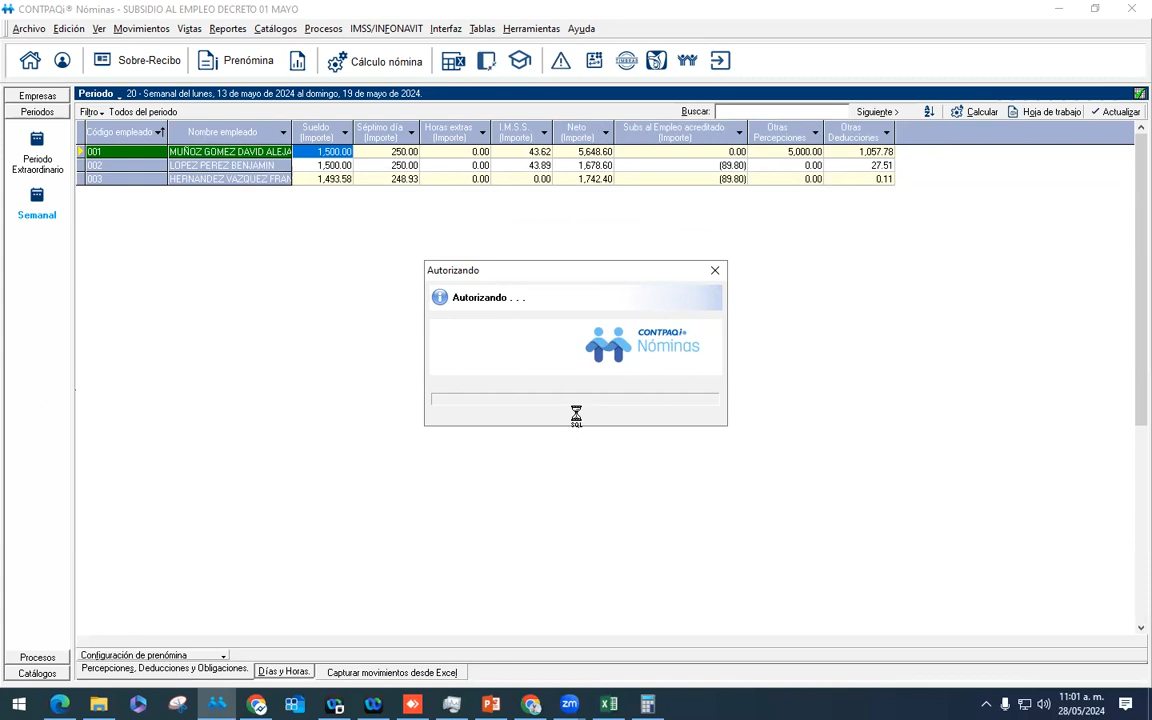 CONTPAQi® Nóminas - SUBSIDIO AL EMPLEO DECRETO 01 MAYO
Archivo Edición Ver Movimientos Vistas Reportes Catálogos Procesos IMSS/INFONAVIT Interfaz Tablas Herramientas Ayuda
Sobre-Recibo Prenómina Cálculo nómina
Empresas
Periodo 20 - Semanal del lunes, 13 de mayo de 2024 al domingo, 19 de mayo de 2024.
Periodos
Filtro Todos del periodo Buscar: Siguiente> Calcular Hoja de trabajo Actualizar
Código empleado Nombre empleado Sueldo (Importe) Séptimo día (Importe) Horas extras (Importe) I.M.S.S. (Importe) Neto (Importe) Subs al Empleo acreditado (Importe) Otras Percepciones Otras Deducciones
001 MUÑOZ GOMEZ DAVID ALEJA 1,500.00 250.00 0.00 43.62 5,648.60 0.00 5,000.00 1,057.78
002 LOPEZ PEREZ BENJAMIN 1,500.00 250.00 0.00 43.89 1,678.60 (89.80) 0.00 27.51
003 HERNANDEZ VAZQUEZ FRAN 1,493.58 248.93 0.00 0.00 1,742.40 (89.80) 0.00 0.11
Periodo
Extraordinario
Semanal
Autorizando
Autorizando . . .
CONTPAQi®
Nóminas
SQL
Procesos
Catálogos
Configuración de prenómina
Percepciones, Deducciones y Obligaciones. Días y Horas. Capturar movimientos desde Excel
11:01 a. m.
28/05/2024